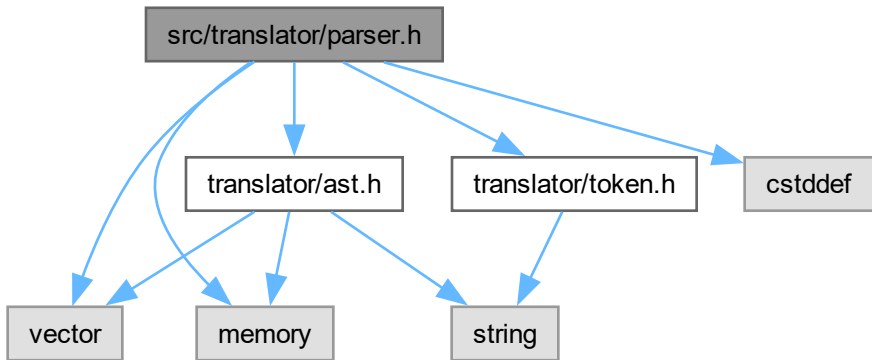 src/translator/parser.h
translator/ast.h
translator/token.h
cstddef
vector
memory
string